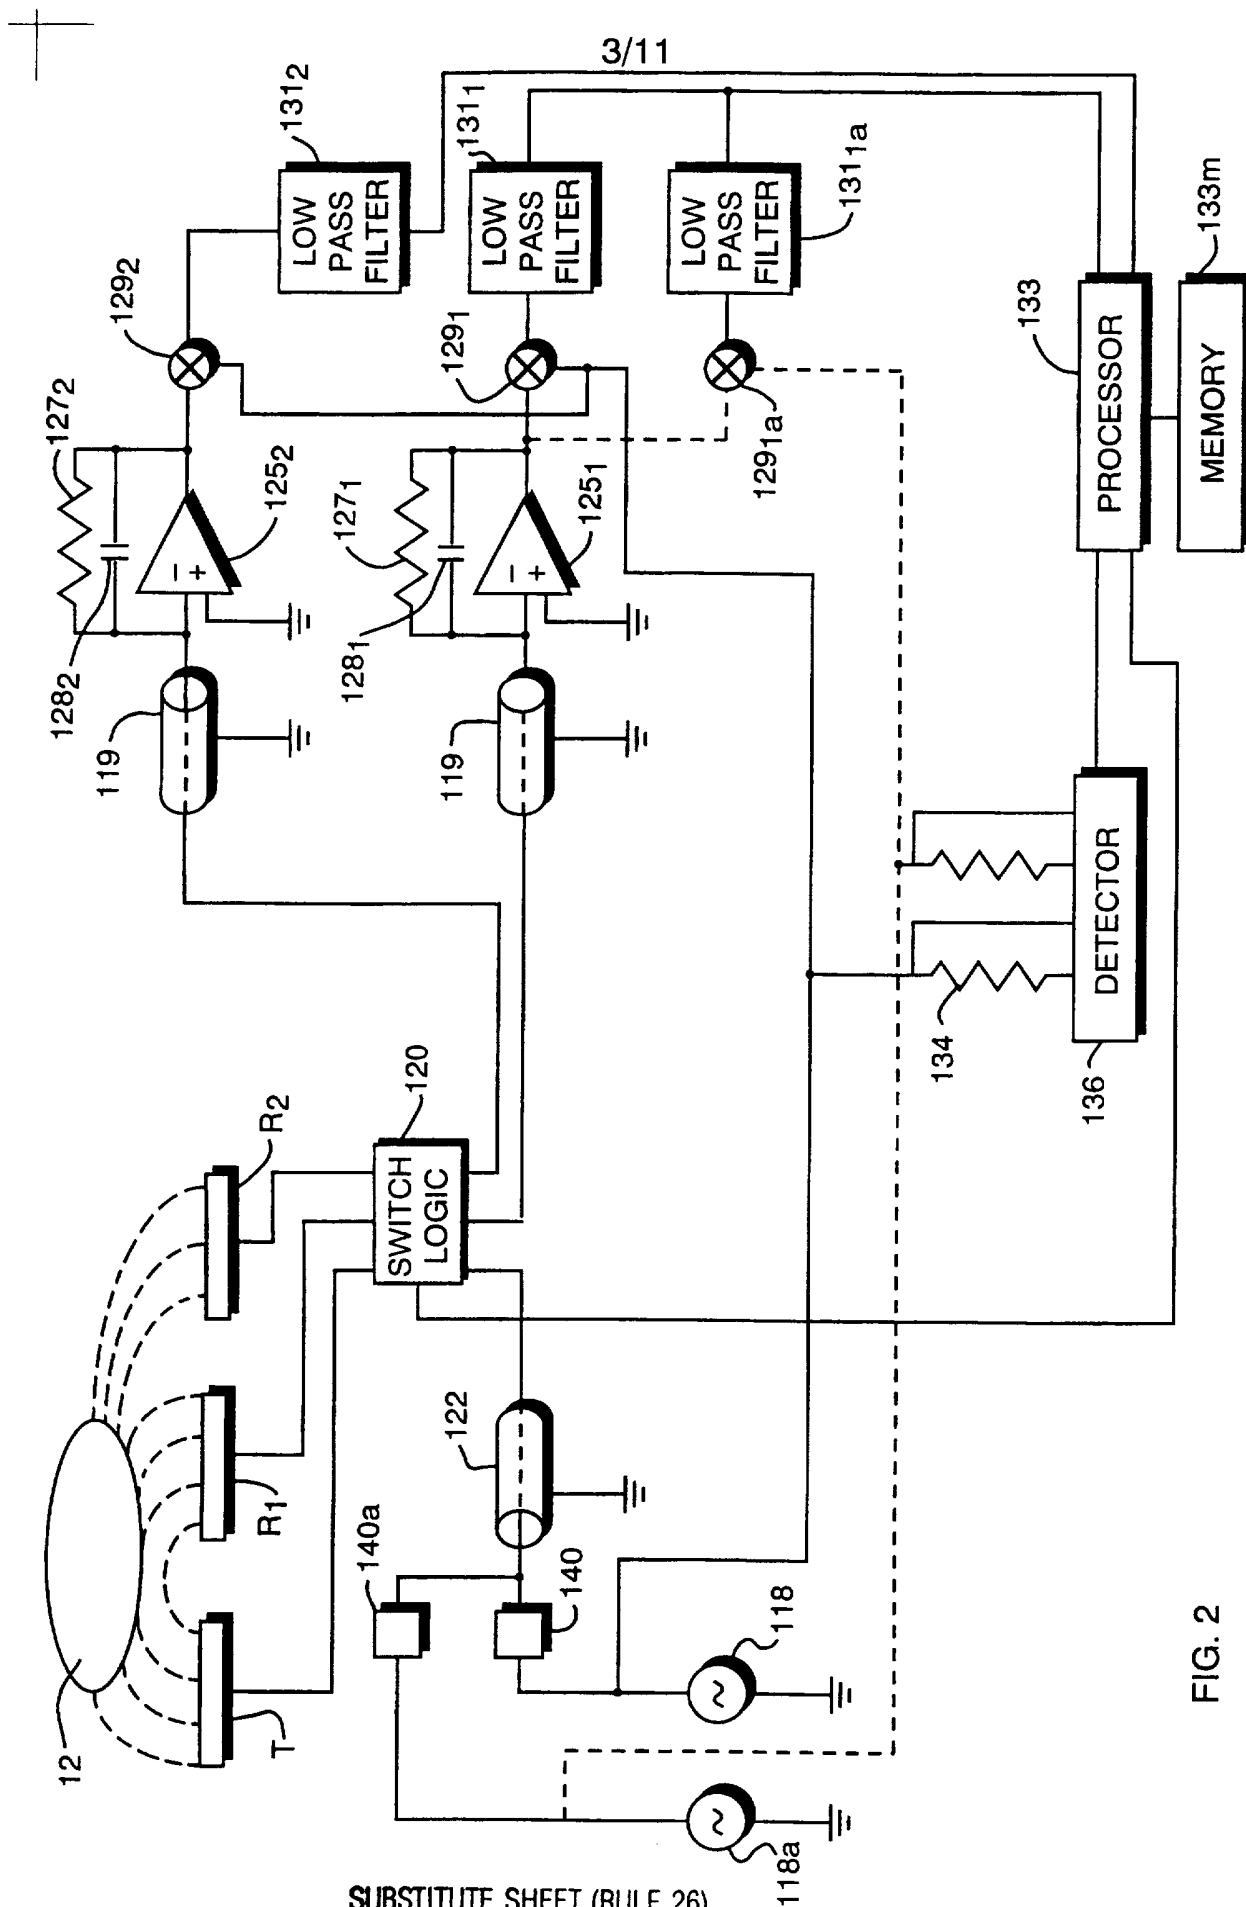 3/11
131₂
LOW
PASS
FILTER
131₁
LOW
PASS
FILTER
131₁a
LOW
PASS
FILTER
129₂
129₁
129₁a
127₂
125₂
128₂
- +
127₁
125₁
128₁
- +
119
119
133
PROCESSOR
133m
MEMORY
134
DETECTOR
136
R₂
120
SWITCH
LOGIC
R₁
122
140a
140
12
T
~
118
~
118a
FIG. 2
SUBSTITUTE SHEET (RULE 26)